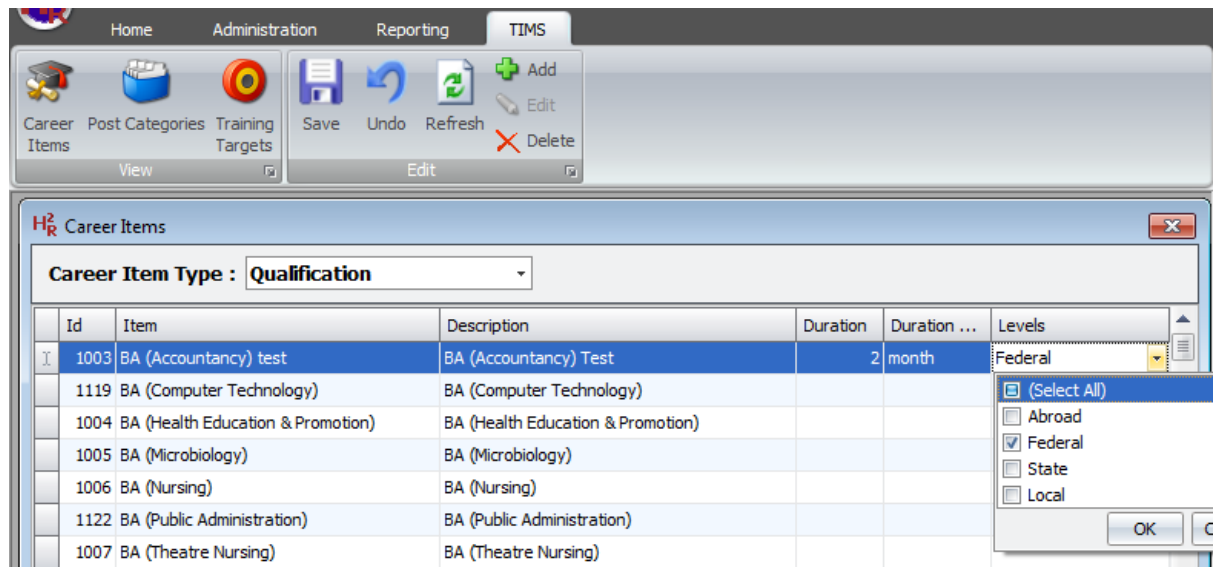 HR
Home Administration Reporting TIMS
Career Items Post Categories Training Targets Save Undo Refresh Add
Edit
Delete
View Edit
H2R Career Items
Career Item Type : Qualification
Id Item Description Duration Duration ... Levels
1003 BA (Accountancy) test BA (Accountancy) Test 2 month Federal
1119 BA (Computer Technology) BA (Computer Technology) (Select All)
1004 BA (Health Education & Promotion) BA (Health Education & Promotion) Abroad
Federal
1005 BA (Microbiology) BA (Microbiology) State
1006 BA (Nursing) BA (Nursing) Local
1122 BA (Public Administration) BA (Public Administration) OK
1007 BA (Theatre Nursing) BA (Theatre Nursing)